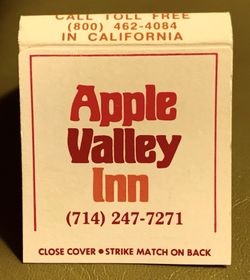 CALL TOLL FREE
(800) 462-4084
IN CALIFORNIA
Apple
Valley
Inn
(714) 247-7271
CLOSE COVER • STRIKE MATCH ON BACK